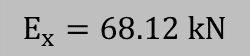 Eₓ = 68.12 kN